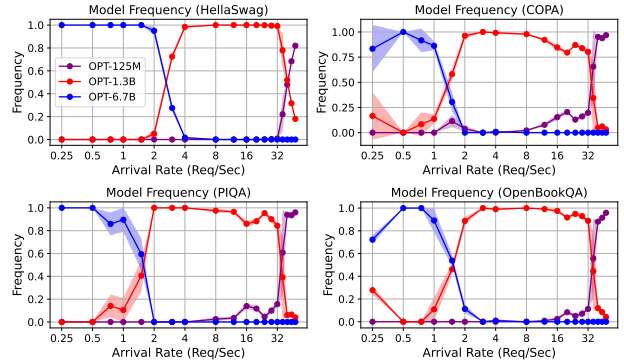 Model Frequency (HellaSwag)
Frequency
1.0
0.8
0.6
0.4
0.2
0.0
OPT-125M
OPT-1.3B
OPT-6.7B
0.25 0.5 1 2 4 8 16 32
Arrival Rate (Req/Sec)
Model Frequency (COPA)
Frequency
1.00
0.75
0.50
0.25
0.00
0.25 0.5 1 2 4 8 16 32
Arrival Rate (Req/Sec)
Model Frequency (PIQA)
Frequency
1.0
0.8
0.6
0.4
0.2
0.0
0.25 0.5 1 2 4 8 16 32
Arrival Rate (Req/Sec)
Model Frequency (OpenBookQA)
Frequency
1.0
0.8
0.6
0.4
0.2
0.0
0.25 0.5 1 2 4 8 16 32
Arrival Rate (Req/Sec)